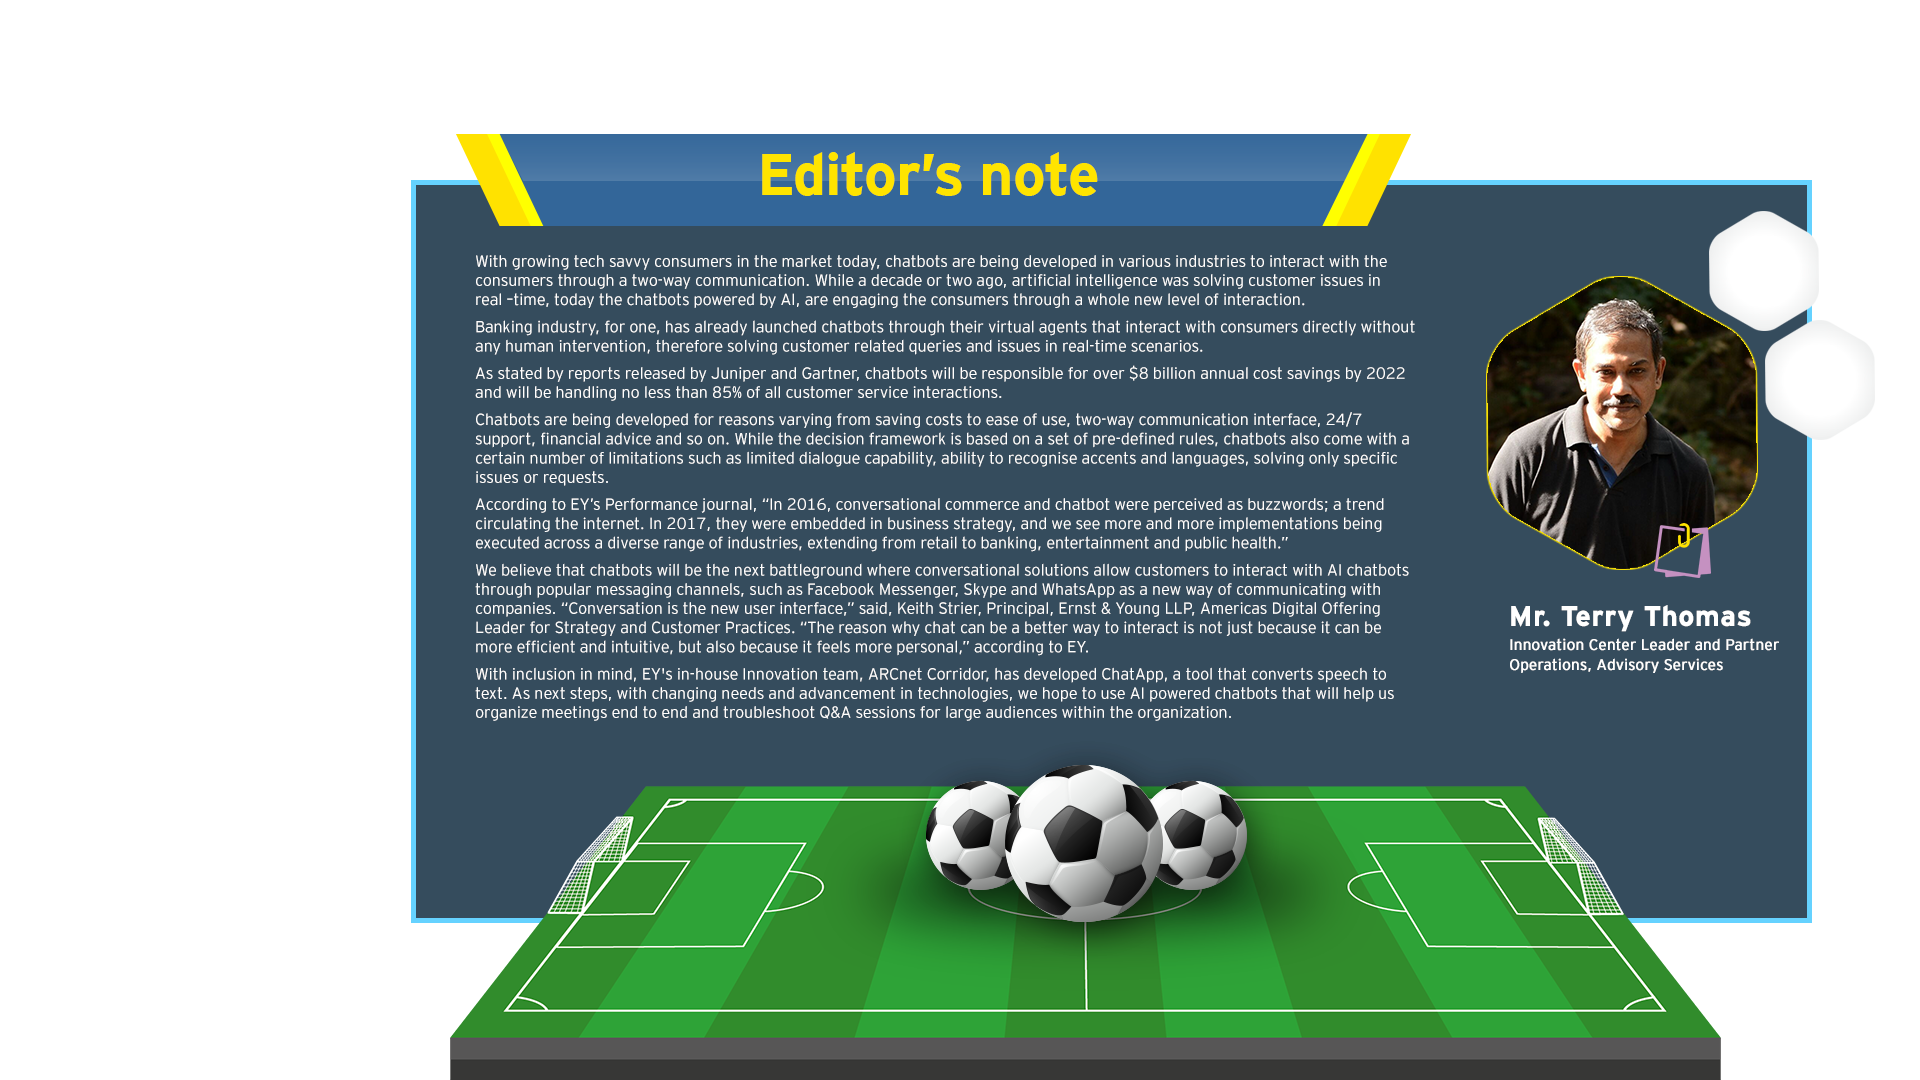 Editor's note
With growing tech savvy consumers in the market today, chatbots are being developed in various industries to interact with the
consumers through a two-way communication. While a decade or two ago, artificial intelligence was solving customer issues in
real –time, today the chatbots powered by AI, are engaging the consumers through a whole new level of interaction.
Banking industry, for one, has already launched chatbots through their virtual agents that interact with consumers directly without
any human intervention, therefore solving customer related queries and issues in real-time scenarios.
As stated by reports released by Juniper and Gartner, chatbots will be responsible for over $8 billion annual cost savings by 2022
and will be handling no less than 85% of all customer service interactions.
Chatbots are being developed for reasons varying from saving costs to ease of use, two-way communication interface, 24/7
support, financial advice and so on. While the decision framework is based on a set of pre-defined rules, chatbots also come with a
certain number of limitations such as limited dialogue capability, ability to recognise accents and languages, solving only specific
issues or requests.
According to EY's Performance journal, “In 2016, conversational commerce and chatbot were perceived as buzzwords; a trend
circulating the internet. In 2017, they were embedded in business strategy, and we see more and more implementations being
executed across a diverse range of industries, extending from retail to banking, entertainment and public health.”
We believe that chatbots will be the next battleground where conversational solutions allow customers to interact with AI chatbots
through popular messaging channels, such as Facebook Messenger, Skype and WhatsApp as a new way of communicating with
companies. “Conversation is the new user interface,” said, Keith Strier, Principal, Ernst & Young LLP, Americas Digital Offering
Leader for Strategy and Customer Practices. “The reason why chat can be a better way to interact is not just because it can be
more efficient and intuitive, but also because it feels more personal,” according to EY.
With inclusion in mind, EY's in-house Innovation team, ARCnet Corridor, has developed ChatApp, a tool that converts speech to
text. As next steps, with changing needs and advancement in technologies, we hope to use AI powered chatbots that will help us
organize meetings end to end and troubleshoot Q&A sessions for large audiences within the organization.
Mr. Terry Thomas
Innovation Center Leader and Partner
Operations, Advisory Services